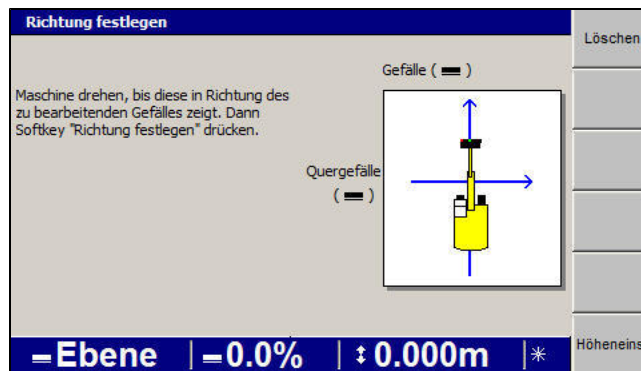 Richtung festlegen
Löschen
Gefälle ( )
Maschine drehen, bis diese in Richtung des
zu bearbeitenden Gefälles zeigt. Dann
Softkey "Richtung festlegen" drücken.
Quergefälle
( )
Ebene 0.0% 0.000m
Höheneins